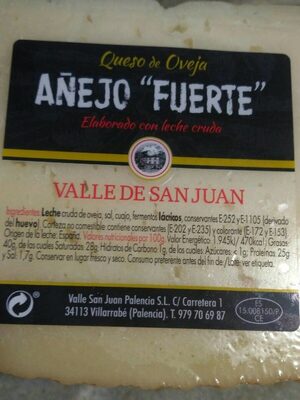 Queso de Oveja
AÑEJO "FUERTE"
Elaborado con leche cruda
VALLE DE SAN JUAN
Ingredientes: Leche cruda de oveja, sal, cuajo, fermentos lácticos, conservantes E-252 y E-1105 (derivado
del huevo). Corteza no comestible contiene conservantes (E-202 y E-235) y colorante (E-172 y E-153).
Origen de la leche: España. Valores nutricionales por 100g. Valor Energético: 1.945kJ / 470kcal | Grasas:
40g, de las cuales Saturadas: 28g, Hidratos de Carbono 1g, de los cuales Azúcares < 1g, Proteínas 25g
y Sal: 1.7g. Conservar en lugar fresco y seco. Consumo preferente antes del fin de / Lote: ver etiqueta.
Valle San Juan Palencia S.L. C/ Carretera 1
34113 Villarrabé (Palencia). T. 979 70 69 87
ES
15.008150/P
CE